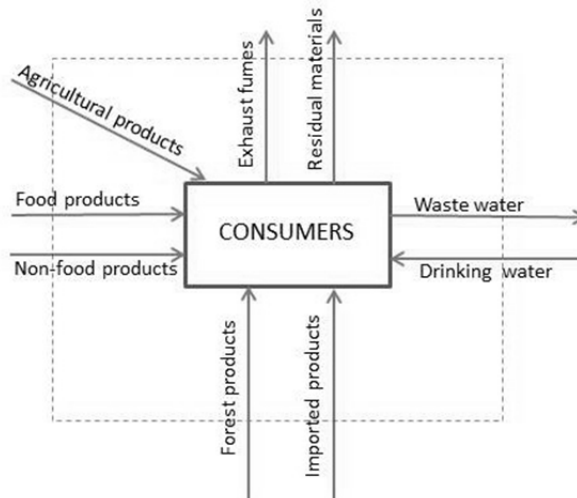 Agricultural products
Exhaust fumes
Residual materials
Food products
Non-food products
CONSUMERS
Waste water
Drinking water
Forest products
Imported products